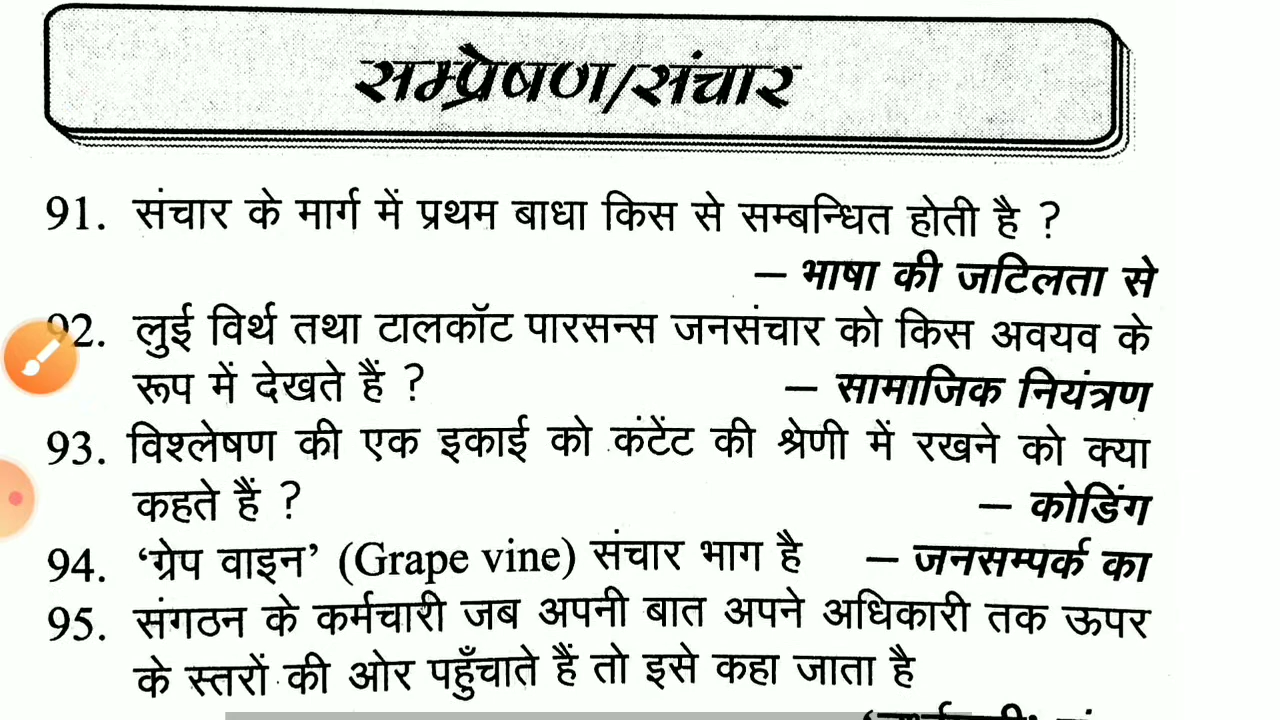 सम्प्रेषण/संचार
91. संचार के मार्ग में प्रथम बाधा किस से सम्बन्धित होती है ?
– भाषा की जटिलता से
92. लुई विर्थ तथा टालकॉट पारसन्स जनसंचार को किस अवयव के
रूप में देखते हैं ? – सामाजिक नियंत्रण
93. विश्लेषण की एक इकाई को कंटेंट की श्रेणी में रखने को क्या
कहते हैं ? – कोडिंग
94. ‘ग्रेप वाइन’ (Grape vine) संचार भाग है – जनसम्पर्क का
95. संगठन के कर्मचारी जब अपनी बात अपने अधिकारी तक ऊपर
के स्तरों की ओर पहुँचाते हैं तो इसे कहा जाता है